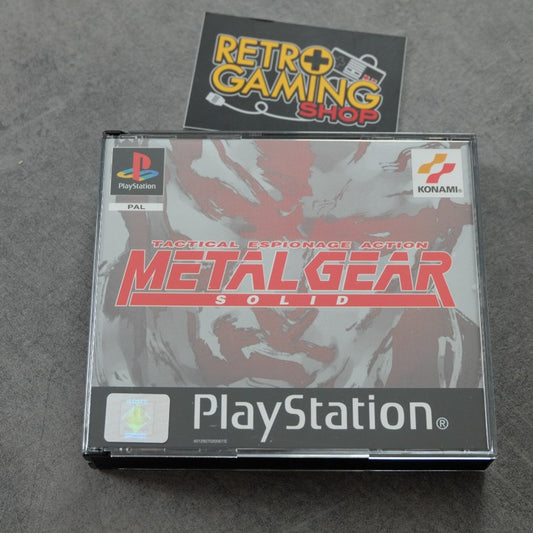 RETRO
GAMING
SHOP
PlayStation
PAL
KONAMI
TACTICAL ESPIONAGE ACTION
METAL GEAR
SOLID
PlayStation®